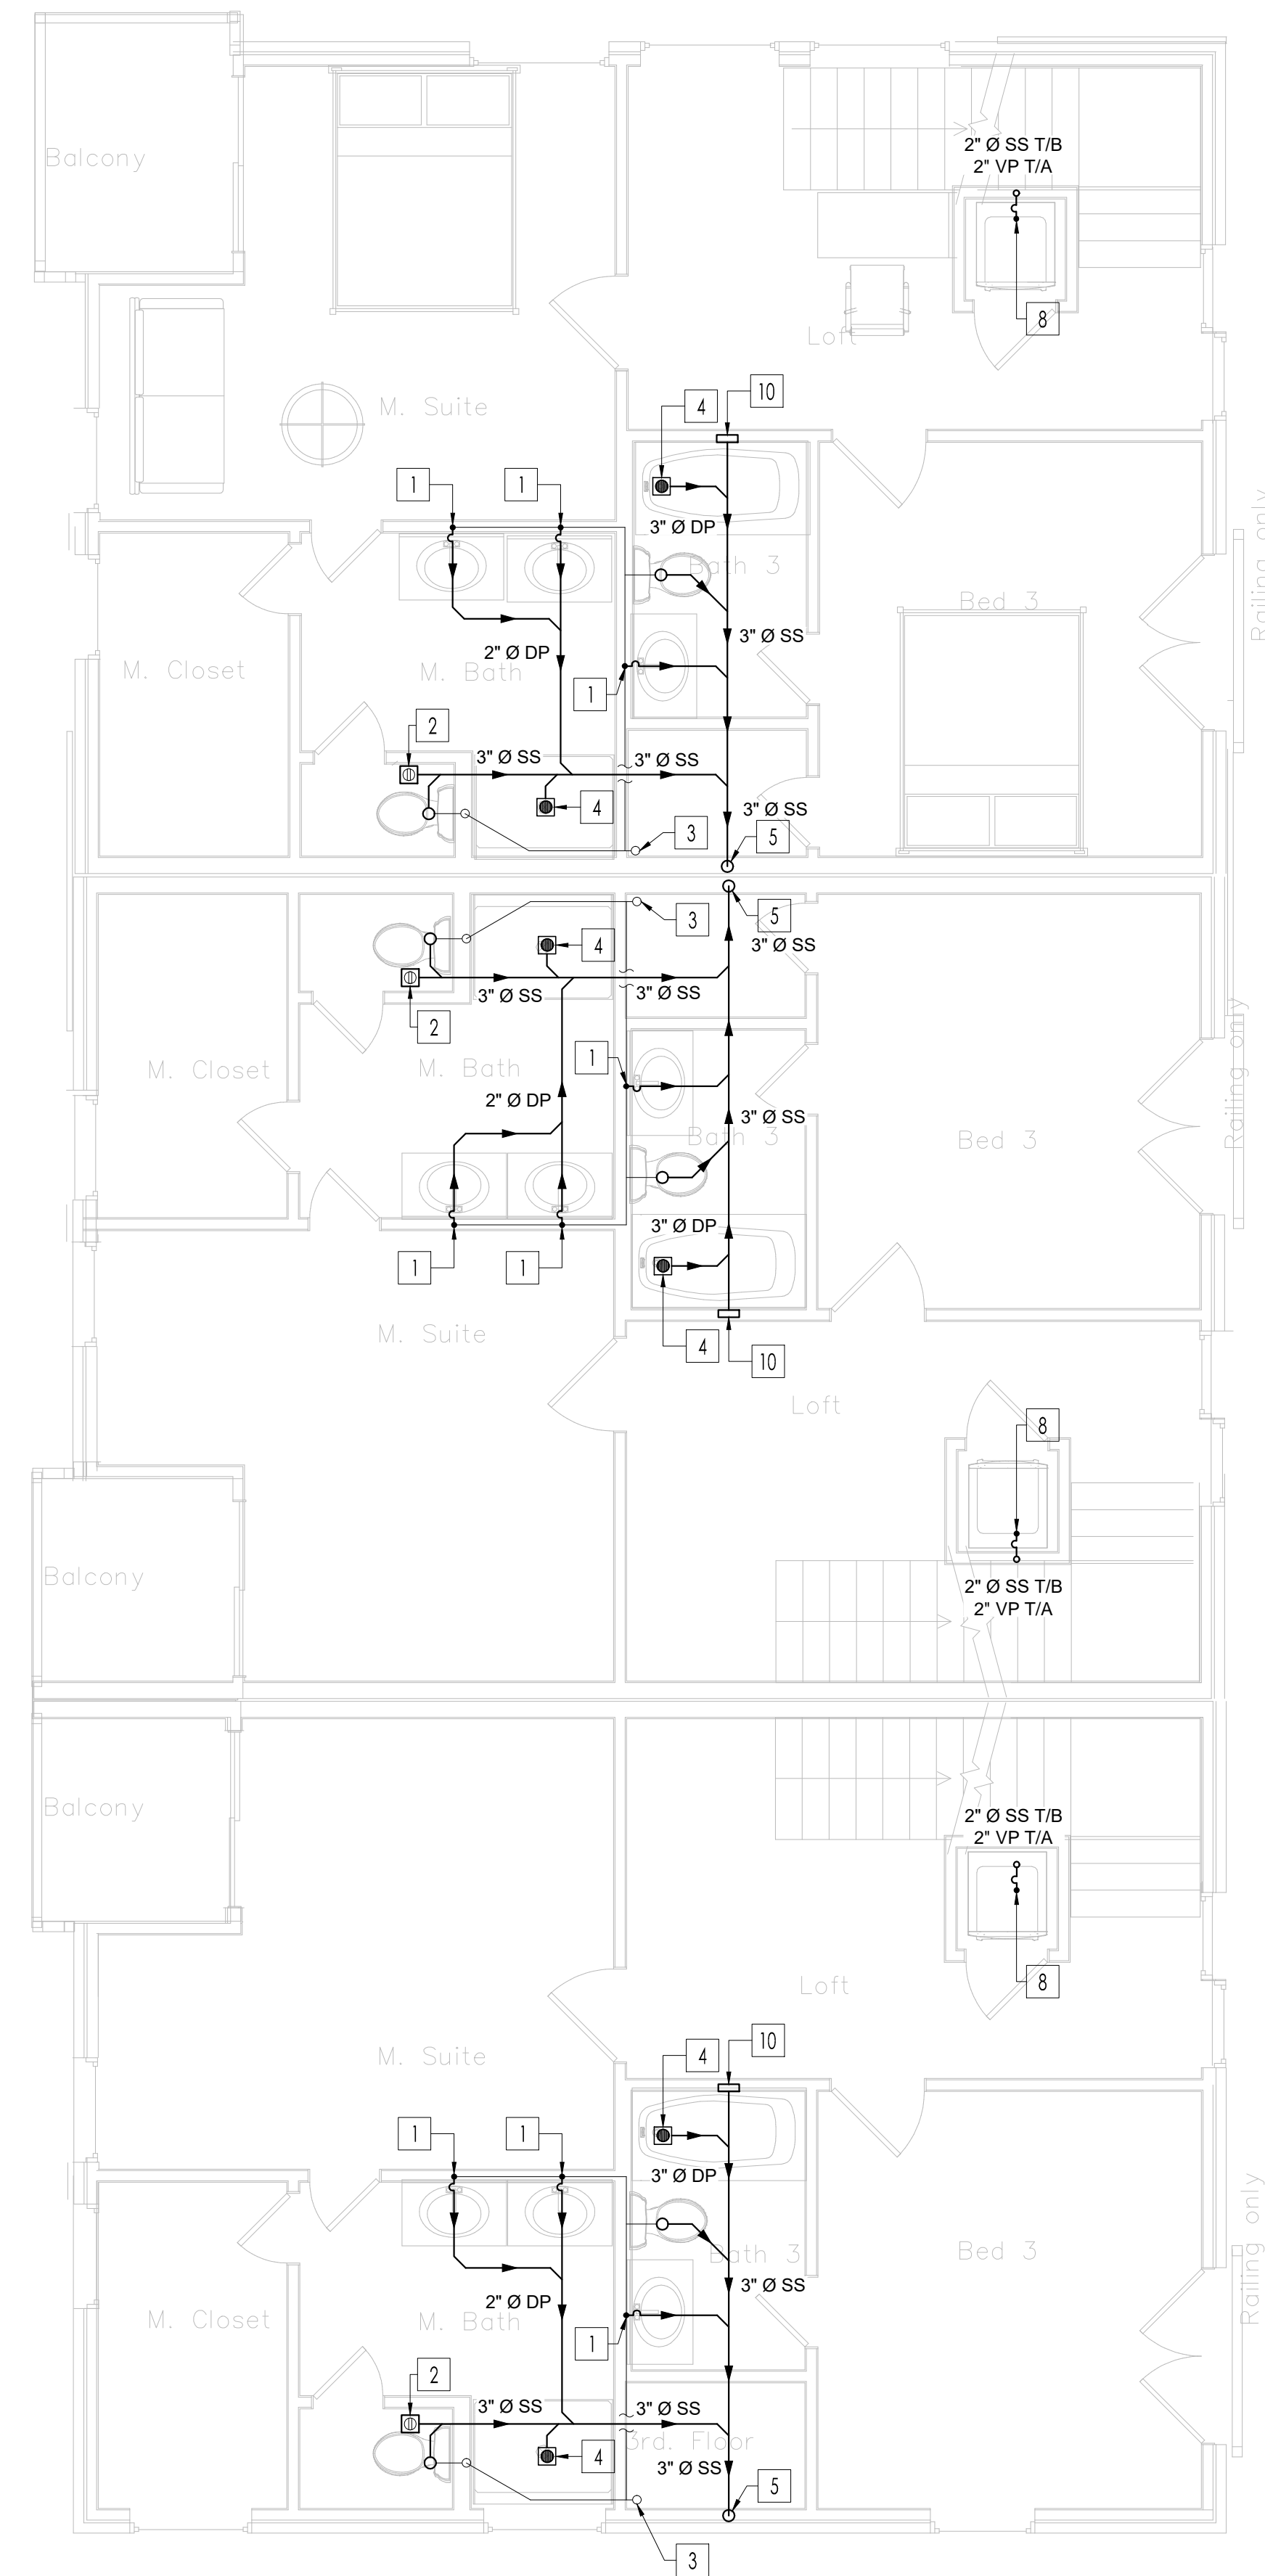 Balcony
2" Ø SS T/B
2" VP T/A
8
Loft
M. Suite
4
10
1
1
3" Ø DP
Bath 3
Bed 3
Railing only
3" Ø SS
2" Ø DP
M. Closet
M. Bath
1
2
3" Ø SS
3" Ø SS
4
3" Ø SS
3
5
3
5
4
3" Ø SS
3" Ø SS
3" Ø SS
2
1
M. Closet
M. Bath
2" Ø DP
3" Ø SS
Bath 3
Bed 3
Railing only
3" Ø DP
1
1
4
10
M. Suite
Loft
8
Balcony
2" Ø SS T/B
2" VP T/A
Balcony
2" Ø SS T/B
2" VP T/A
8
Loft
M. Suite
4
10
1
1
3" Ø DP
Bath 3
Bed 3
Railing only
3" Ø SS
2" Ø DP
M. Closet
M. Bath
1
2
3" Ø SS
3" Ø SS
3rd. Floor
4
3" Ø SS
5
3